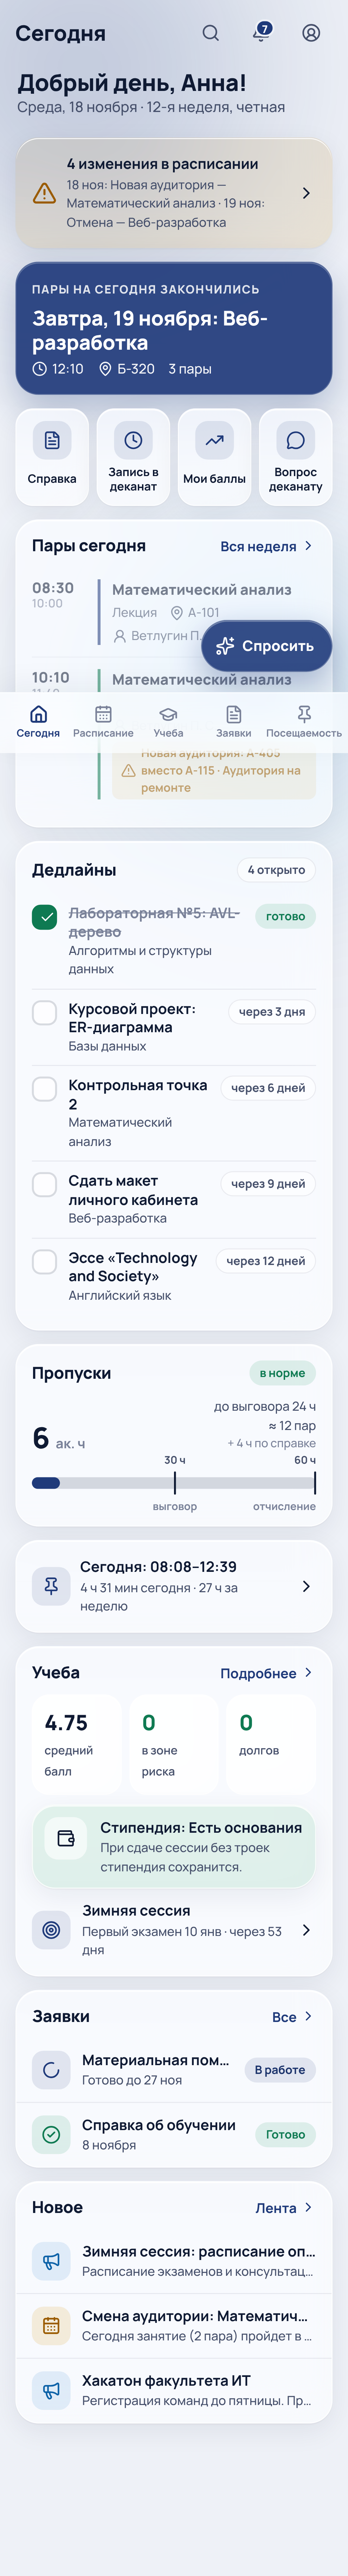 Сегодня
7
Добрый день, Анна!
Среда, 18 ноября · 12-я неделя, четная
4 изменения в расписании
18 ноя: Новая аудитория —
Математический анализ · 19 ноя:
Отмена — Веб-разработка
ПАРЫ НА СЕГОДНЯ ЗАКОНЧИЛИСЬ
Завтра, 19 ноября: Веб-
разработка
12:10 Б-320 3 пары
Справка
Запись в
деканат
Мои баллы
Вопрос
деканату
Пары сегодня
Вся неделя
08:30
10:00
Математический анализ
Лекция А-101
Ветлугин П.
Спросить
10:10
Математический анализ
Сегодня
Расписание
Учеба
Заявки
Посещаемость
Новая аудитория: А-405
вместо А-115 · Аудитория на
ремонте
Дедлайны
4 открыто
Лабораторная №5: AVL-
дерево
готово
Алгоритмы и структуры
данных
Курсовой проект:
ER-диаграмма
через 3 дня
Базы данных
Контрольная точка
2
через 6 дней
Математический
анализ
Сдать макет
личного кабинета
через 9 дней
Веб-разработка
Эссе «Technology
and Society»
через 12 дней
Английский язык
Пропуски
в норме
6 ак. ч
до выговора 24 ч
≈ 12 пар
+ 4 ч по справке
30 ч
60 ч
выговор
отчисление
Сегодня: 08:08–12:39
4 ч 31 мин сегодня · 27 ч за
неделю
Учеба
Подробнее
4.75
средний
балл
0
в зоне
риска
0
долгов
Стипендия: Есть основания
При сдаче сессии без троек
стипендия сохранится.
Зимняя сессия
Первый экзамен 10 янв · через 53
дня
Заявки
Все
Материальная пом...
Готово до 27 ноя
В работе
Справка об обучении
8 ноября
Готово
Новое
Лента
Зимняя сессия: расписание оп...
Расписание экзаменов и консультац...
Смена аудитории: Математич...
Сегодня занятие (2 пара) пройдет в ...
Хакатон факультета ИТ
Регистрация команд до пятницы. Пр...